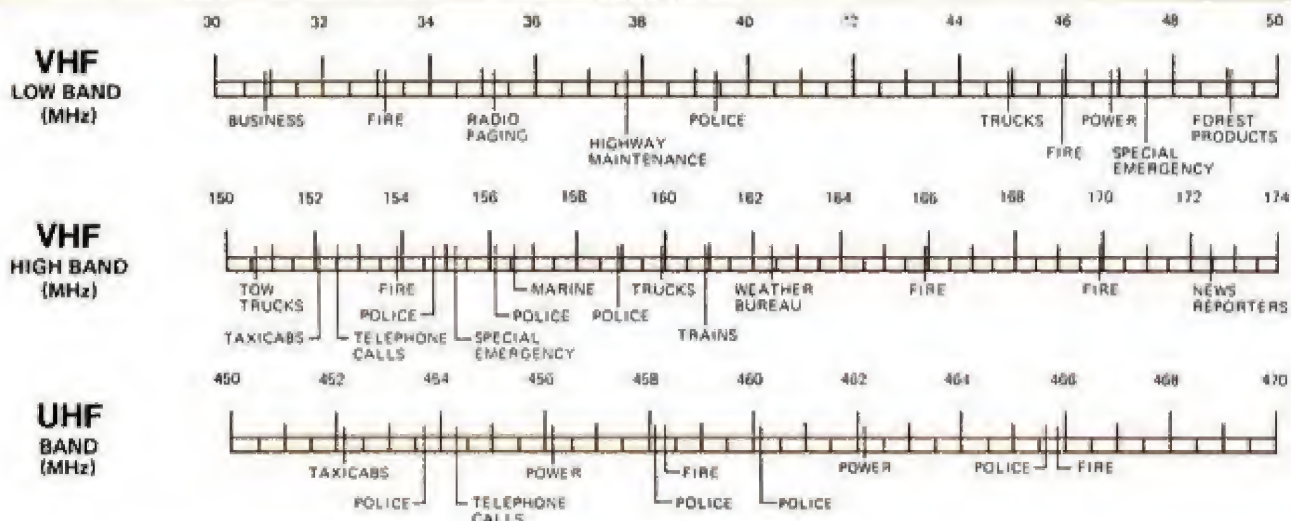 30 32 34 36 38 40 44 46 48 50
VHF
LOW BAND
(MHz)
BUSINESS FIRE RADIO PAGING HIGHWAY MAINTENANCE POLICE TRUCKS FIRE POWER SPECIAL EMERGENCY FOREST PRODUCTS
150 152 154 156 158 160 162 164 166 168 170 172 174
VHF
HIGH BAND
(MHz)
TOW TRUCKS FIRE MARINE TRUCKS WEATHER BUREAU FIRE FIRE NEWS REPORTERS
POLICE POLICE POLICE
TAXICABS TELEPHONE CALLS SPECIAL EMERGENCY TRAINS
450 452 454 456 458 460 462 464 466 468 470
UHF
BAND
(MHz)
TAXICABS POWER FIRE POWER POLICE FIRE
POLICE TELEPHONE CALLS POLICE POLICE